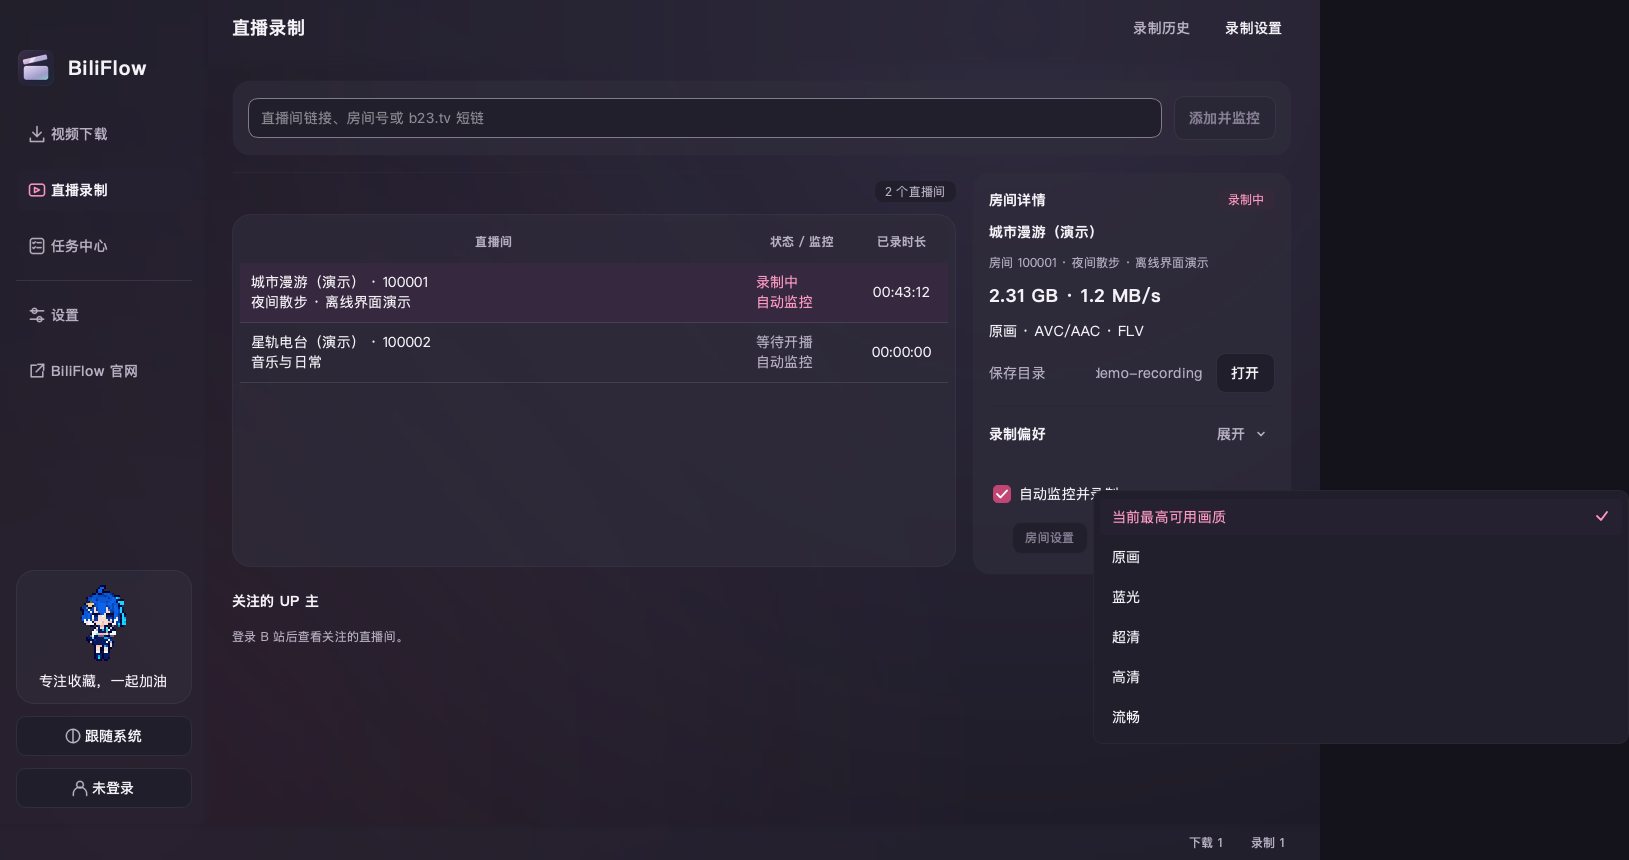 直播录制
录制历史
录制设置
BiliFlow
视频下载
直播录制
任务中心
设置
BiliFlow 官网
专注收藏，一起加油
跟随系统
未登录
直播间链接、房间号或 b23.tv 短链
添加并监控
2 个直播间
直播间
状态 / 监控
已录时长
城市漫游（演示） · 100001
夜间散步 · 离线界面演示
录制中
自动监控
00:43:12
星轨电台（演示） · 100002
音乐与日常
等待开播
自动监控
00:00:00
关注的 UP 主
登录 B 站后查看关注的直播间。
房间详情
录制中
城市漫游（演示）
房间 100001 · 夜间散步 · 离线界面演示
2.31 GB · 1.2 MB/s
原画 · AVC/AAC · FLV
保存目录
demo-recording
打开
录制偏好
展开
自动监控并录制
房间设置
当前最高可用画质
原画
蓝光
超清
高清
流畅
下载 1
录制 1